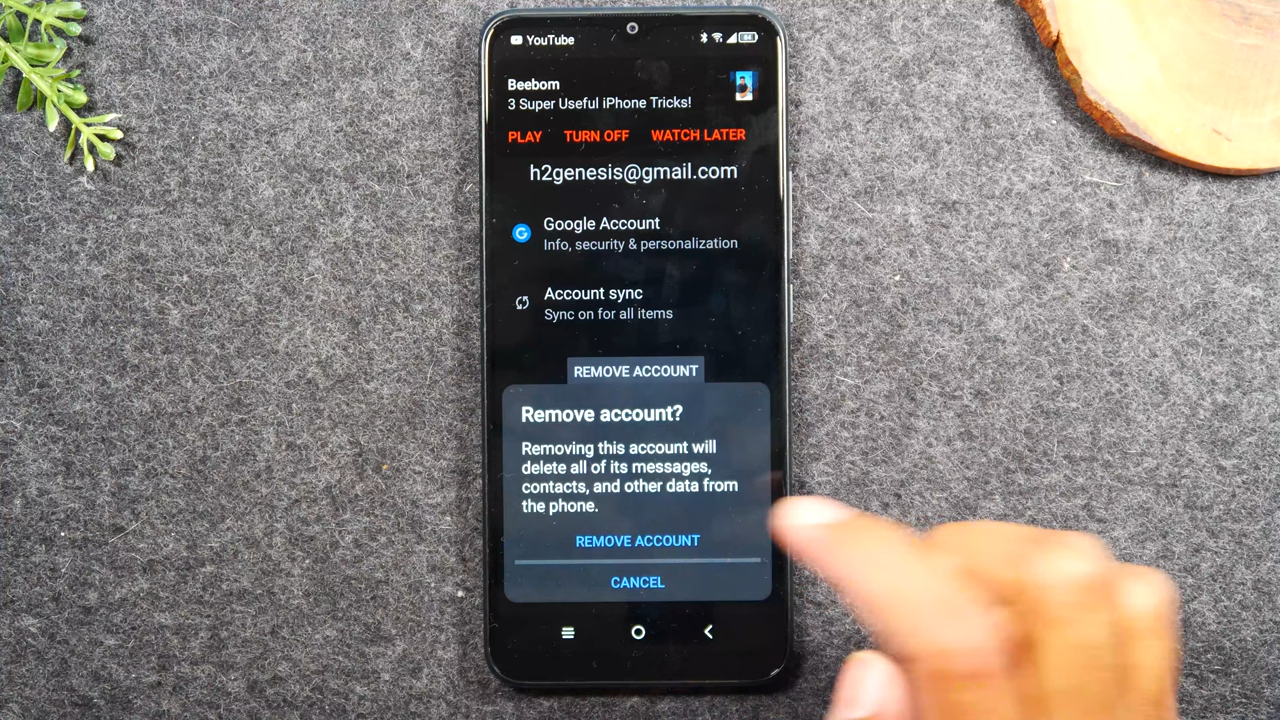 YouTube
84
Beebom
3 Super Useful iPhone Tricks!
PLAY TURN OFF WATCH LATER
h2genesis@gmail.com
G
Google Account
Info, security & personalization
Account sync
Sync on for all items
REMOVE ACCOUNT
Remove account?
Removing this account will
delete all of its messages,
contacts, and other data from
the phone.
REMOVE ACCOUNT
CANCEL